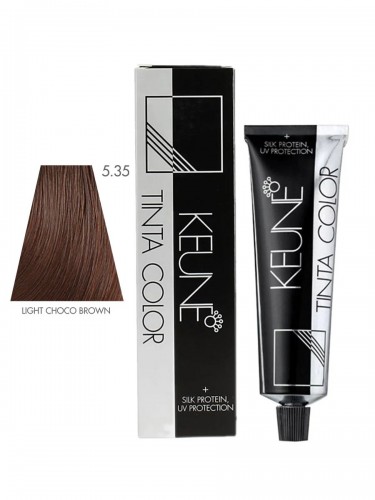 5.35
LIGHT CHOCO BROWN
TINTA COLOR
KEUNE
+
SILK PROTEIN,
UV PROTECTION
+
SILK PROTEIN,
UV PROTECTION
KEUNE
TINTA COLOR